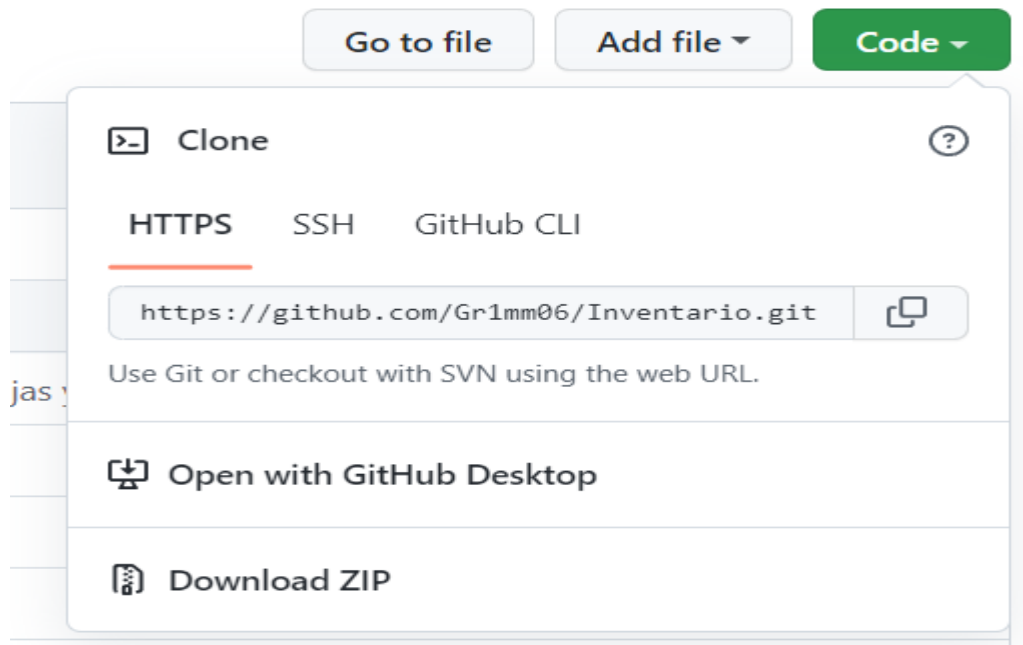 Go to file Add file Code
Clone
HTTPS SSH GitHub CLI
https://github.com/Gr1mm06/Inventario.git
Use Git or checkout with SVN using the web URL.
jas
Open with GitHub Desktop
Download ZIP